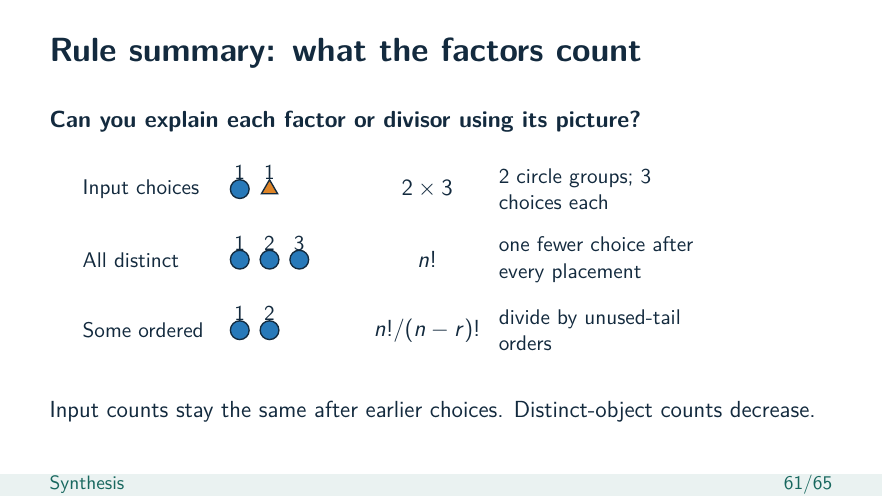 Rule summary: what the factors count
Can you explain each factor or divisor using its picture?
Input choices 1 1 2 × 3 2 circle groups; 3
choices each
All distinct 1 2 3 n! one fewer choice after
every placement
Some ordered 1 2 n!/(n − r)! divide by unused-tail
orders
Input counts stay the same after earlier choices. Distinct-object counts decrease.
Synthesis 61/65